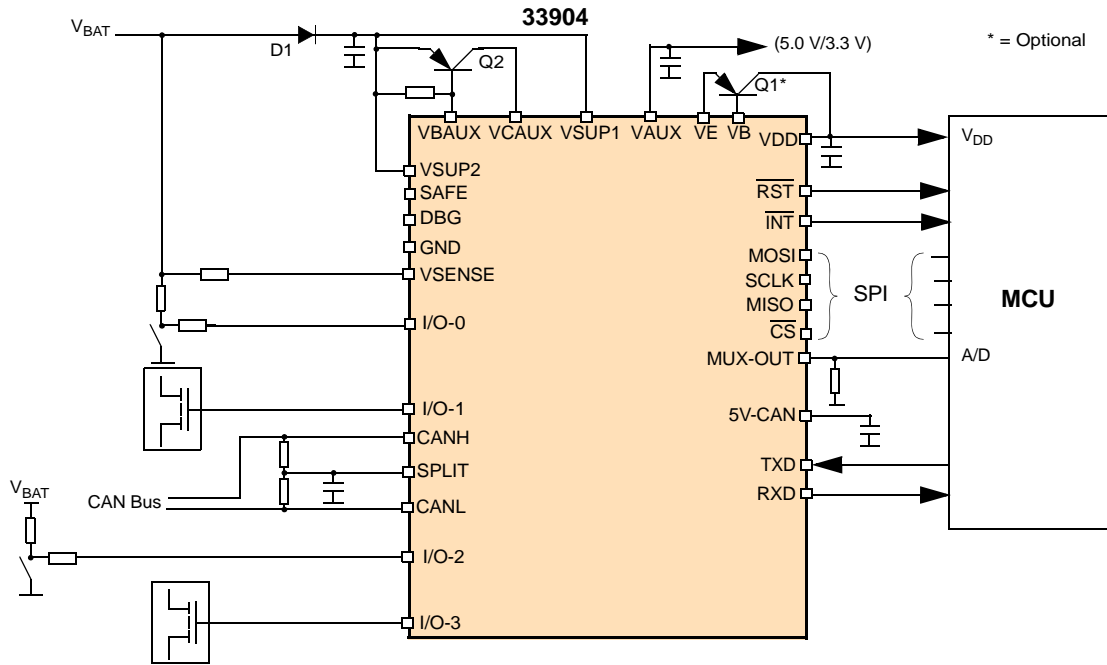 33904
VBAT
D1
Q2
(5.0 V/3.3 V)
* = Optional
Q1*
VBAUX VCAUX VSUP1 VAUX VE VB
VDD
VDD
VSUP2
SAFE
RST
DBG
INT
GND
MOSI
VSENSE
SCLK
SPI
MCU
MISO
I/O-0
CS
MUX-OUT
A/D
I/O-1
5V-CAN
CANH
SPLIT
TXD
VBAT
RXD
CAN Bus
CANL
I/O-2
I/O-3